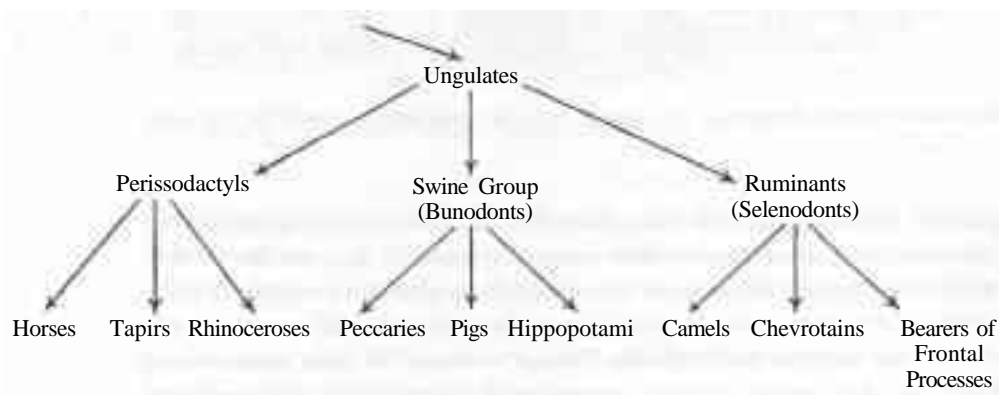 Ungulates
Perissodactyls
Swine Group
(Bunodonts)
Ruminants
(Selenodonts)
Horses
Tapirs
Rhinoceroses
Peccaries
Pigs
Hippopotami
Camels
Chevrotains
Bearers of
Frontal
Processes